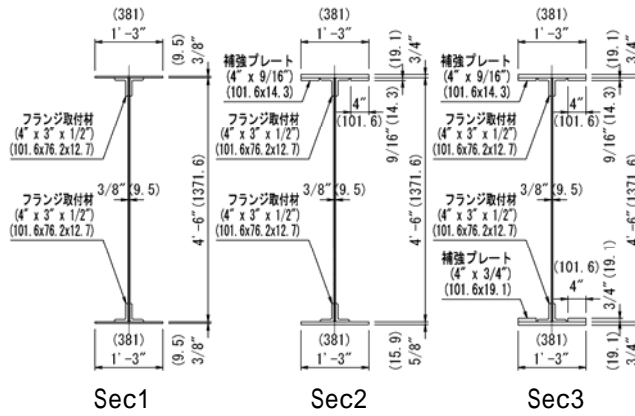 (381)
1'-3"
(9.5)
3/8"
フランジ取付材
(4" x 3" x 1/2")
(101.6x76.2x12.7)
3/8"(9.5)
4'-6"(1371.6)
フランジ取付材
(4" x 3" x 1/2")
(101.6x76.2x12.7)
(381)
1'-3"
(9.5)
3/8"
Sec1
(381)
1'-3"
(19.1)
3/4"
補強プレート
(4" x 9/16")
(101.6x14.3)
4"
(101.6)
9/16"(14.3)
フランジ取付材
(4" x 3" x 1/2")
(101.6x76.2x12.7)
3/8"(9.5)
4'-6"(1371.6)
フランジ取付材
(4" x 3" x 1/2")
(101.6x76.2x12.7)
(381)
1'-3"
(15.9)
5/8"
Sec2
(381)
1'-3"
(19.1)
3/4"
補強プレート
(4" x 9/16")
(101.6x14.3)
4"
(101.6)
9/16"(14.3)
フランジ取付材
(4" x 3" x 1/2")
(101.6x76.2x12.7)
3/8"(9.5)
4'-6"(1371.6)
フランジ取付材
(4" x 3" x 1/2")
(101.6x76.2x12.7)
補強プレート
(4" x 3/4")
(101.6x19.1)
(101.6)
4"
3/4"(19.1)
(381)
1'-3"
(19.1)
3/4"
Sec3